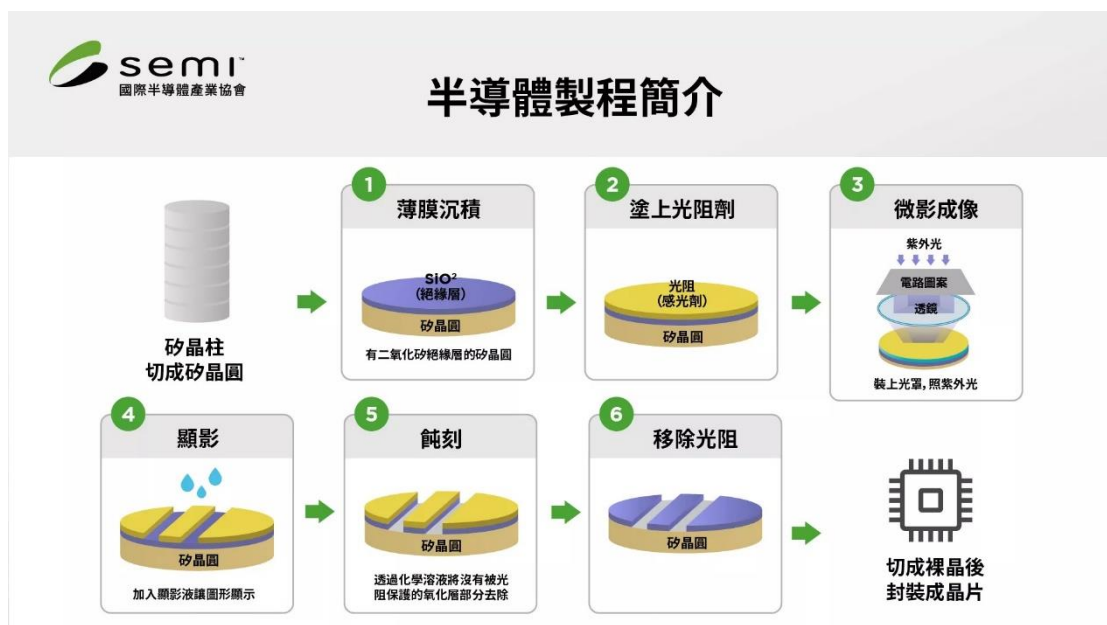 semi™
國際半導體產業協會
半導體製程簡介
矽晶柱
切成矽晶圓
1
薄膜沉積
SiO²
(絕緣層)
矽晶圓
有二氧化矽絕緣層的矽晶圓
2
塗上光阻劑
光阻
(感光劑)
矽晶圓
3
微影成像
紫外光
電路圖案
透鏡
裝上光罩,照紫外光
4
顯影
矽晶圓
加入顯影液讓圖形顯示
5
飩刻
矽晶圓
透過化學溶液將沒有被光
阻保護的氧化層部分去除
6
移除光阻
矽晶圓
切成裸晶後
封裝成晶片